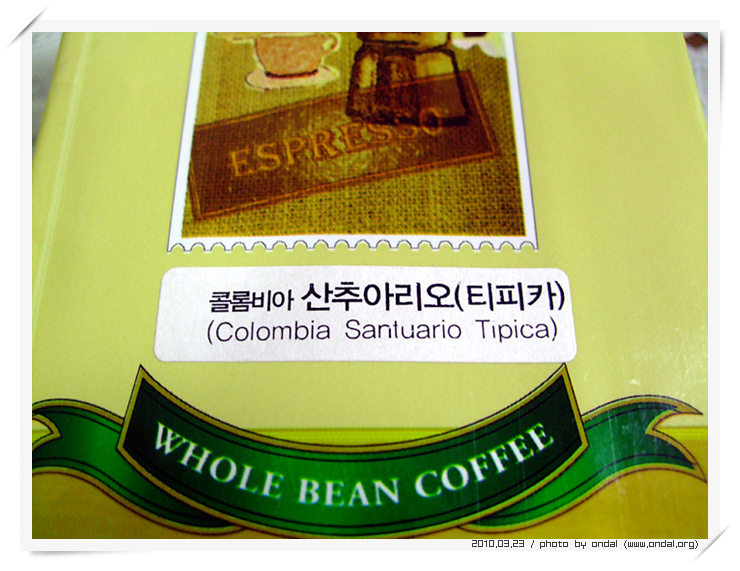 ESPRESSO
콜롬비아 산추아리오(티피카)
(Colombia Santuario Tipica)
WHOLE BEAN COFFEE
2010.03.23 / photo by ondal (www.ondal.org)